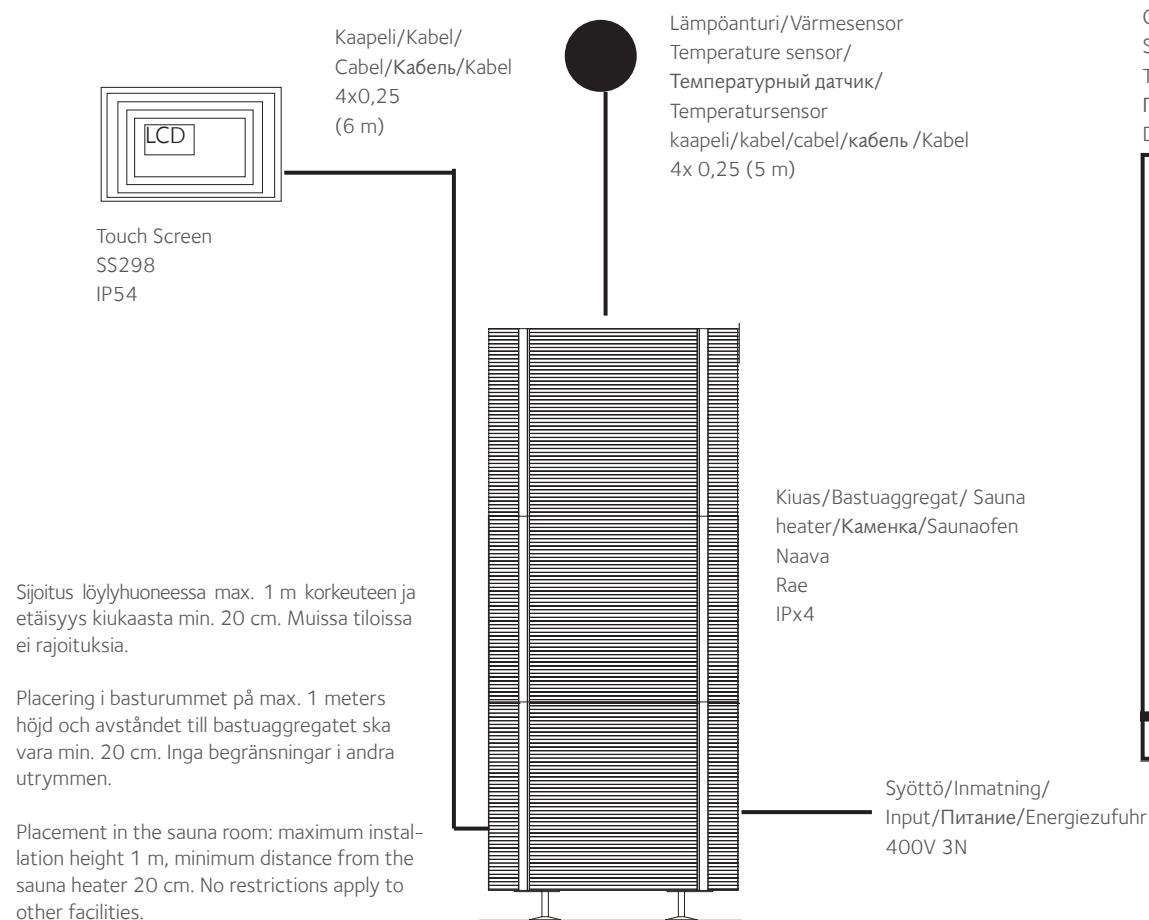 Kaapeli/Kabel/
Cabel/Кабель/Kabel
4x0,25
(6 m)
LCD
Touch Screen
SS298
IP54
Lämpöanturi/Värmesensor
Temperature sensor/
Температурный датчик/
Temperatursensor
kaapeli/kabel/cabel/кабель /Kabel
4x 0,25 (5 m)
Kiuas/Bastuaggregat/ Sauna
heater/Каменка/Saunaofen
Naava
Rae
IPx4
Sijoitus löylyhuoneessa max. 1 m korkeuteen ja
etäisyys kiukaasta min. 20 cm. Muissa tiloissa
ei rajoituksia.
Placering i basturummet på max. 1 meters
höjd och avståndet till bastuaggregatet ska
vara min. 20 cm. Inga begränsningar i andra
utrymmen.
Placement in the sauna room: maximum instal-
lation height 1 m, minimum distance from the
sauna heater 20 cm. No restrictions apply to
other facilities.
Syöttö/Inmatning/
Input/Питание/Energiezufuhr
400V 3N